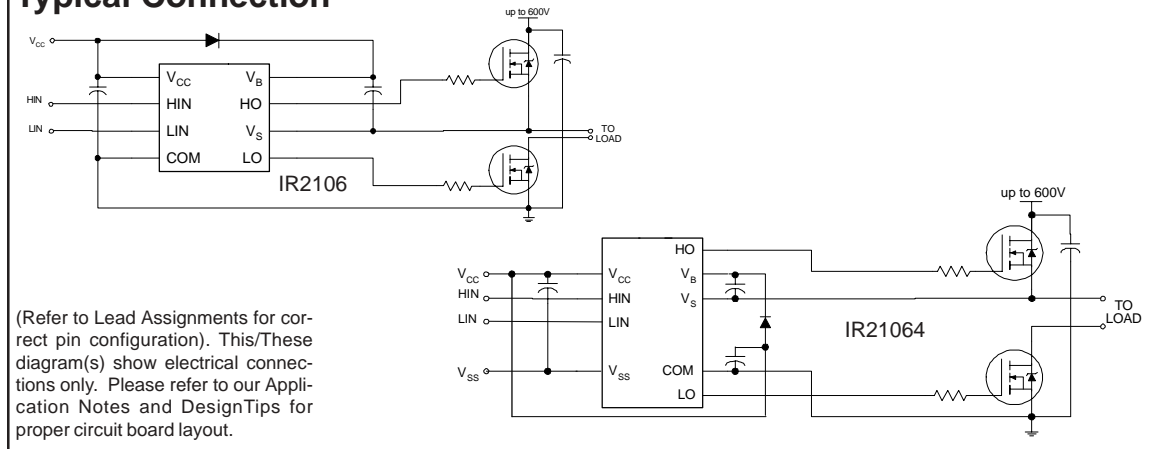 Typical Connection
up to 600V
VCC
VCC VB
HIN HIN HO
LIN LIN VS
TO
LOAD
COM LO
IR2106
up to 600V
HO
VCC VCC VB
HIN HIN VS
LIN LIN
TO
LOAD
IR21064
VSS VSS COM
LO
(Refer to Lead Assignments for cor-
rect pin configuration). This/These
diagram(s) show electrical connec-
tions only. Please refer to our Appli-
cation Notes and DesignTips for
proper circuit board layout.